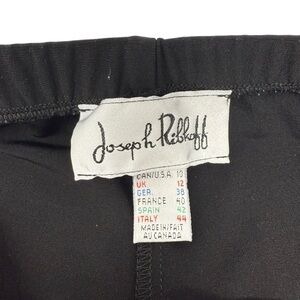 Joseph Ribkoff
CAN/U.S.A. 10
UK 12
GER. 38
FRANCE 40
SPAIN 42
ITALY 44
MADE IN/FAIT
AU CANADA